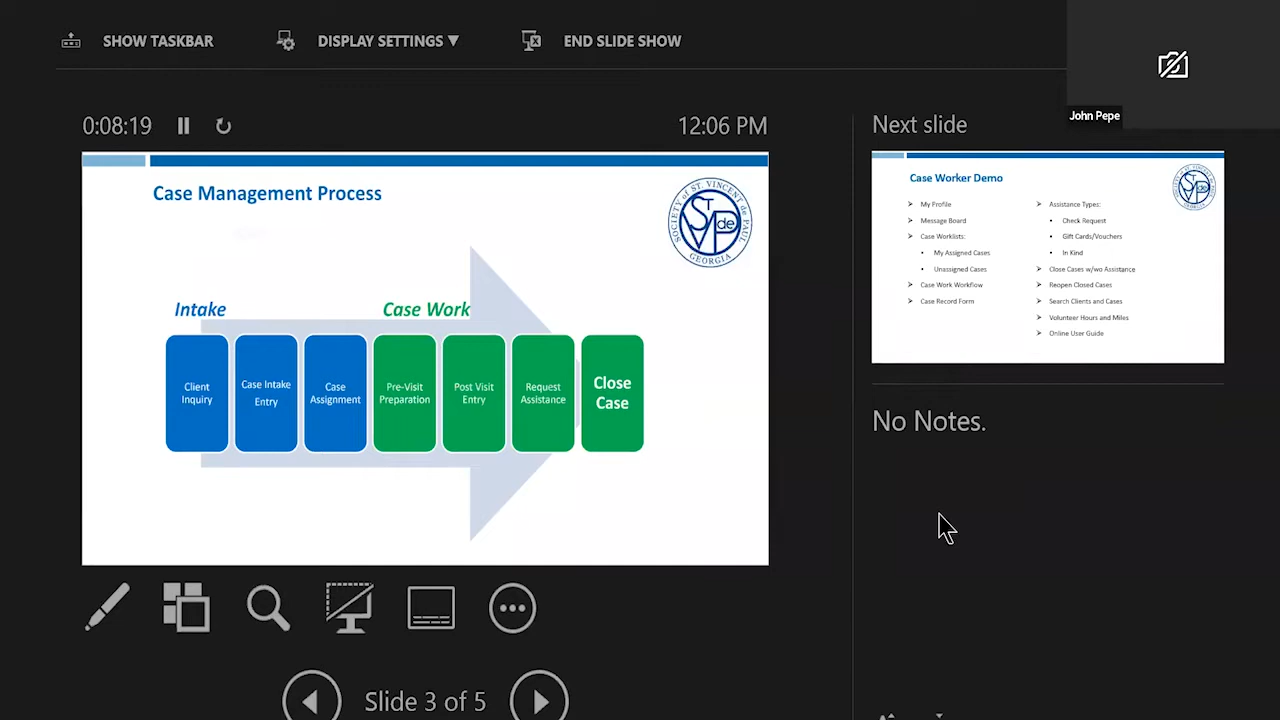 SHOW TASKBAR
DISPLAY SETTINGS
END SLIDE SHOW
John Pepe
0:08:19
12:06 PM
Case Management Process
SOCIETY of ST. VINCENT de PAUL
GEORGIA
SVdeP
Intake
Case Work
Client
Inquiry
Case Intake
Entry
Case
Assignment
Pre-Visit
Preparation
Post Visit
Entry
Request
Assistance
Close
Case
Slide 3 of 5
Next slide
Case Worker Demo
My Profile
Message Board
Case Worklists:
My Assigned Cases
Unassigned Cases
Case Work Workflow
Case Record Form
Assistance Types:
Check Request
Gift Cards/Vouchers
In Kind
Close Cases w/wo Assistance
Reopen Closed Cases
Search Clients and Cases
Volunteer Hours and Miles
Online User Guide
No Notes.